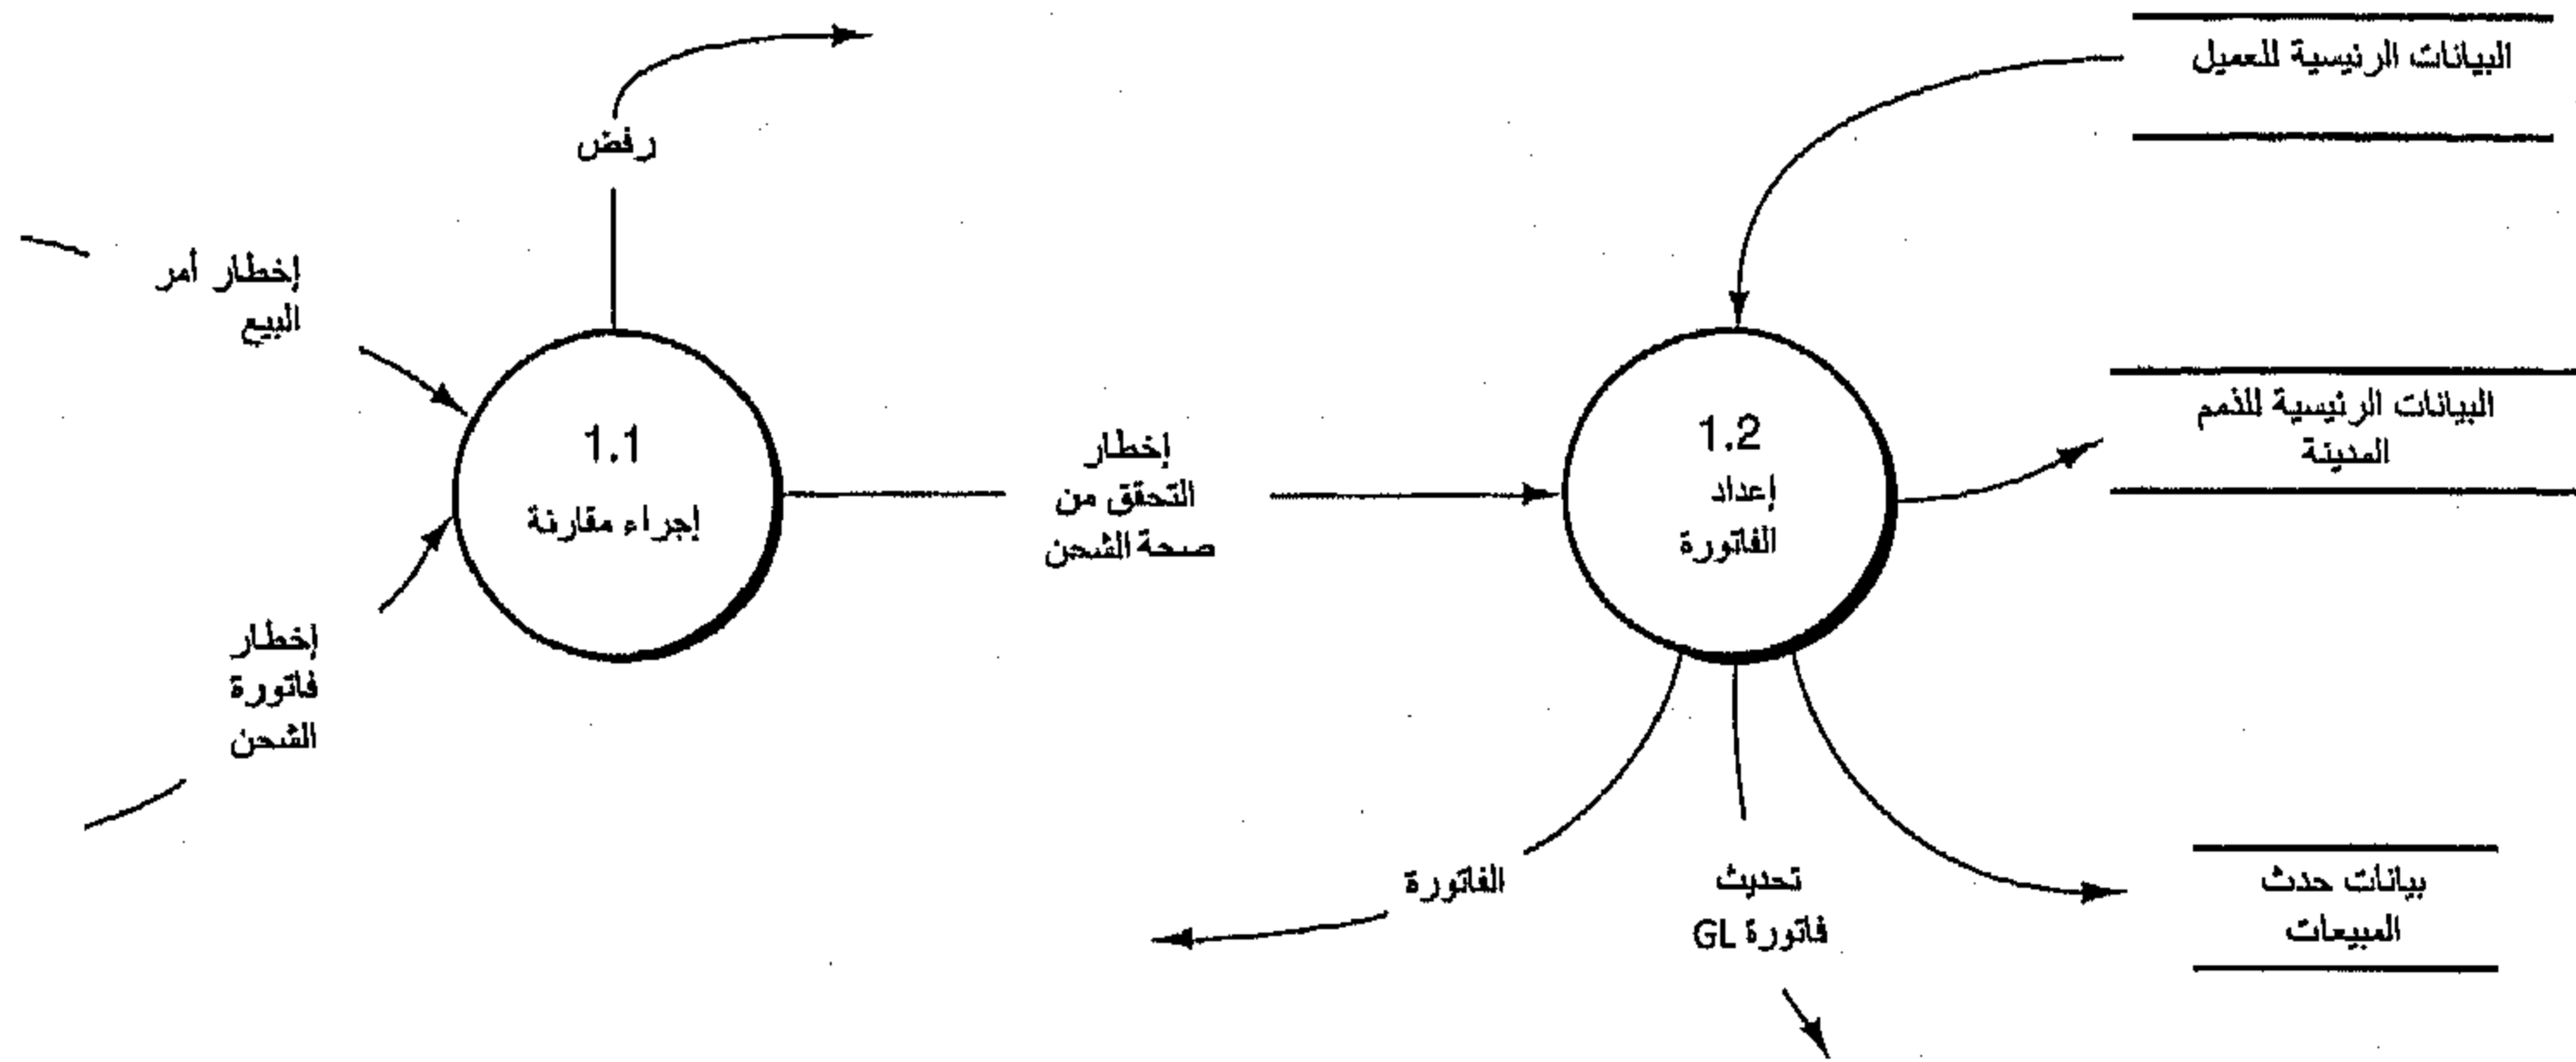 رفض
إخطار أمر
البيع
1.1
إجراء مقارنة
إخطار
فاتورة
الشحن
إخطار
التحقق من
صحة الشحن
1.2
إعداد
الفاتورة
البيانات الرئيسية للعميل
البيانات الرئيسية للذمم
المدينة
بيانات حدث
المبيعات
تحديث
فاتورة GL
الفاتورة